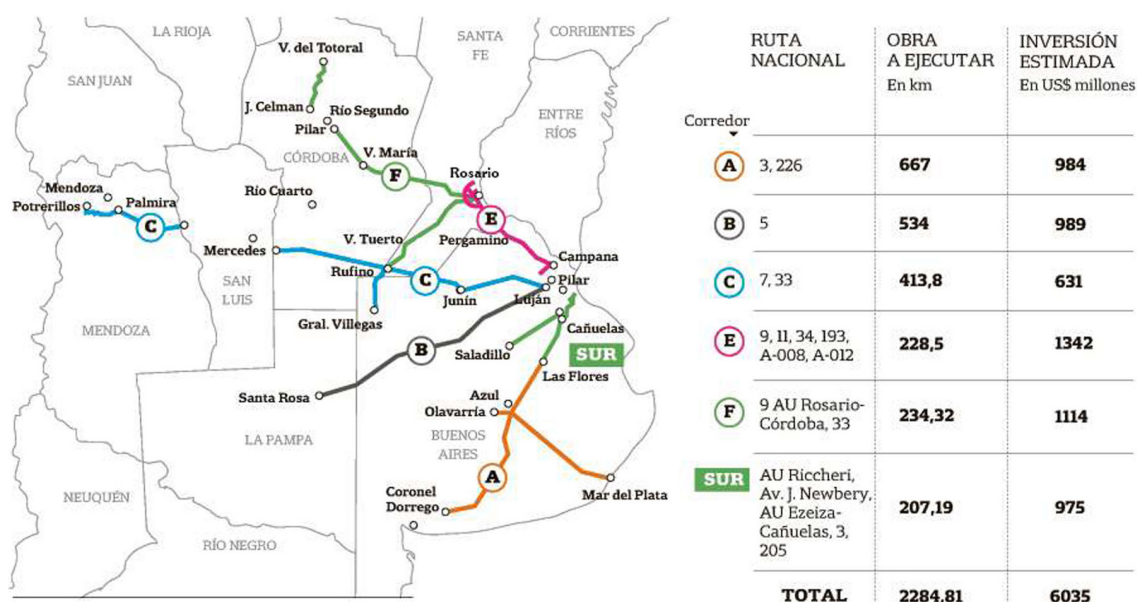 LA RIOJA
SANTA
FE
CORRIENTES
V. del Totoral
SAN JUAN
J. Celman
Río Segundo
Pilar
ENTRE
RÍOS
CÓRDOBA
V. María
F
Rosario
Mendoza
Potrerillos
Palmira
C
Río Cuarto
E
V. Tuerto
Pergamino
Mercedes
Campana
Rufino
C
Pilar
SAN
LUIS
Junín
Luján
Gral. Villegas
MENDOZA
Cañuelas
B
Saladillo
SUR
Las Flores
Santa Rosa
Azul
Olavarría
LA PAMPA
BUENOS
AIRES
A
Coronel
Dorrego
Mar del Plata
NEUQUÉN
RÍO NEGRO
RUTA
NACIONAL
OBRA
A EJECUTAR
En km
INVERSIÓN
ESTIMADA
En US$ millones
Corredor
A 3, 226 667 984
B 5 534 989
C 7, 33 413,8 631
E 9, 11, 34, 193,
A-008, A-012 228,5 1342
F 9 AU Rosario-
Córdoba, 33 234,32 1114
SUR AU Riccheri,
Av. J. Newbery,
AU Ezeiza-
Cañuelas, 3,
205 207,19 975
TOTAL 2284,81 6035